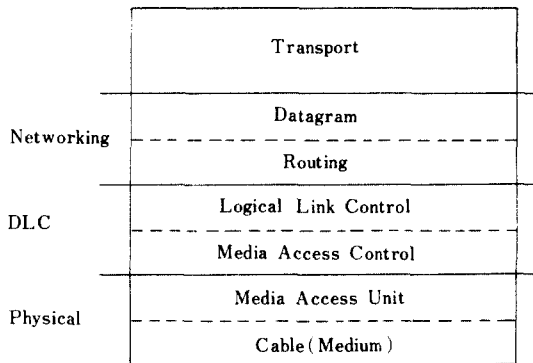 Transport
Datagram
Networking
Routing
Logical Link Control
DLC
Media Access Control
Media Access Unit
Physical
Cable(Medium)